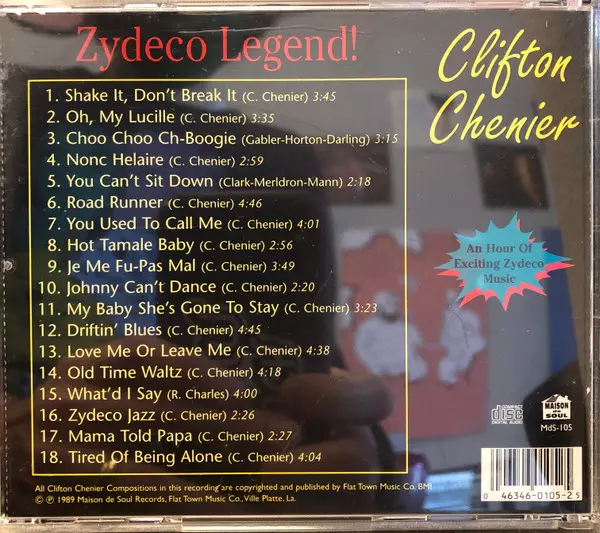 Zydeco Legend!
Clifton
Chenier
1. Shake It, Don't Break It (C. Chenier) 3:45
2. Oh, My Lucille (C. Chenier) 3:35
3. Choo Choo Ch-Boogie (Gabler-Horton-Darling) 3:15
4. Nonc Helaire (C. Chenier) 2:59
5. You Can't Sit Down (Clark-Merldron-Mann) 2:18
6. Road Runner (C. Chenier) 4:46
7. You Used To Call Me (C. Chenier) 4:01
8. Hot Tamale Baby (C. Chenier) 2:56
9. Je Me Fu-Pas Mal (C. Chenier) 3:49
10. Johnny Can't Dance (C. Chenier) 2:20
11. My Baby She's Gone To Stay (C. Chenier) 3:23
12. Driftin' Blues (C. Chenier) 4:45
13. Love Me Or Leave Me (C. Chenier) 4:38
14. Old Time Waltz (C. Chenier) 4:18
15. What'd I Say (R. Charles) 4:00
16. Zydeco Jazz (C. Chenier) 2:26
17. Mama Told Papa (C. Chenier) 2:27
18. Tired Of Being Alone (C. Chenier) 4:04
An Hour Of
Exciting Zydeco
Music
COMPACT
disc
DIGITAL AUDIO
MAISON
de
SOUL
MdS-105
All Clifton Chenier Compositions in this recording are copyrighted and published by Flat Town Music Co. BMI.
© ℗ 1989 Maison de Soul Records, Flat Town Music Co., Ville Platte, La.
0 46346-0105-2 5